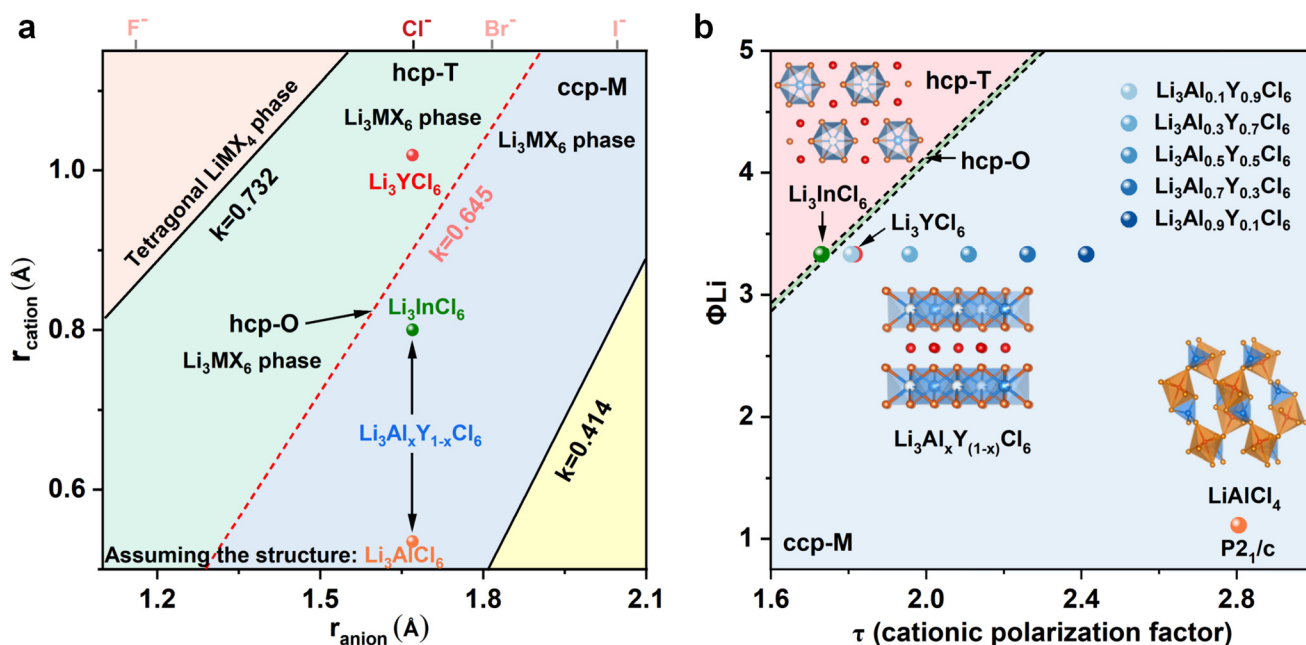 a
F⁻ Cl⁻ Br⁻ I⁻
hcp-T
ccp-M
Li₃MX₆ phase
Li₃MX₆ phase
Tetragonal LiMX₄ phase
k=0.732
Li₃YCl₆
k=0.645
1.0
r_cation (Å)
0.8
0.6
hcp-O
Li₃InCl₆
Li₃MX₆ phase
Li₃AlₓY₁₋ₓCl₆
k=0.414
Assuming the structure: Li₃AlCl₆
1.2 1.5 1.8 2.1
r_anion (Å)
b
5
4
3
2
1
ΦLi
hcp-T
hcp-O
Li₃Al₀.₁Y₀.₉Cl₆
Li₃Al₀.₃Y₀.₇Cl₆
Li₃Al₀.₅Y₀.₅Cl₆
Li₃Al₀.₇Y₀.₃Cl₆
Li₃Al₀.₉Y₀.₁Cl₆
Li₃InCl₆
Li₃YCl₆
Li₃AlₓY₍₁₋ₓ₎Cl₆
LiAlCl₄
P2₁/c
ccp-M
1.6 2.0 2.4 2.8
τ (cationic polarization factor)